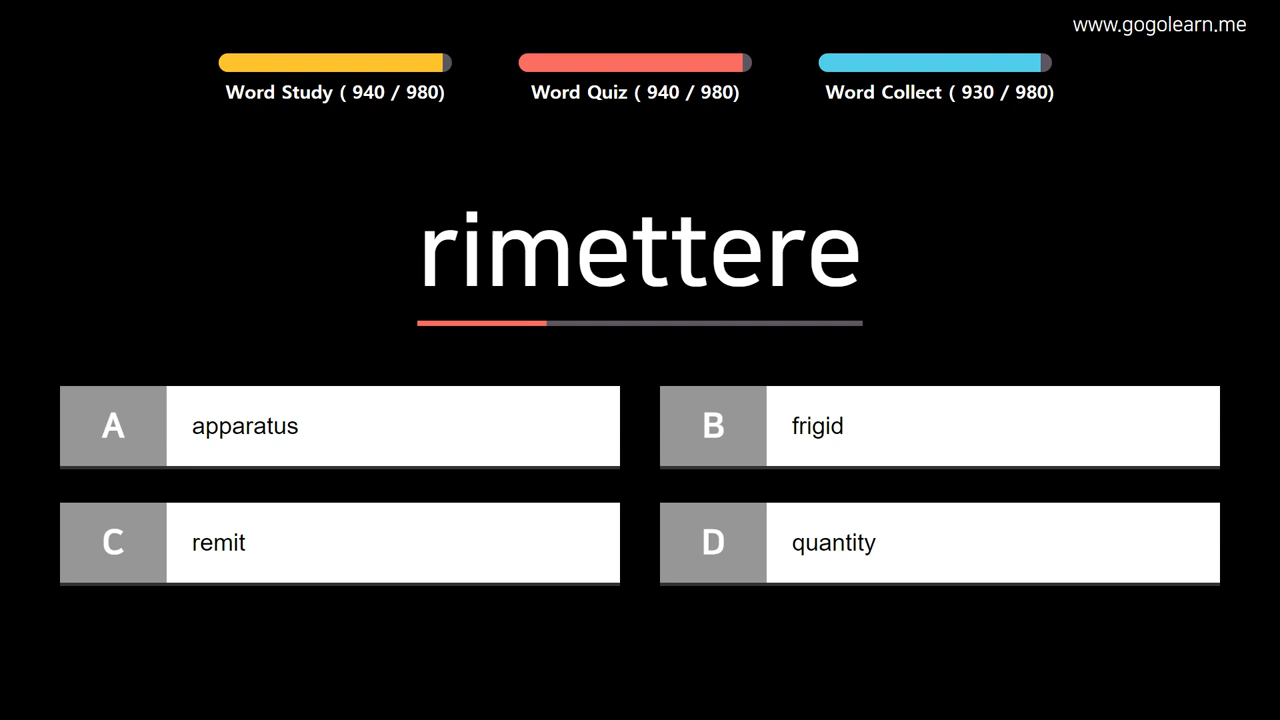 www.gogolearn.me
Word Study ( 940 / 980)
Word Quiz ( 940 / 980)
Word Collect ( 930 / 980)
rimettere
A apparatus
B frigid
C remit
D quantity